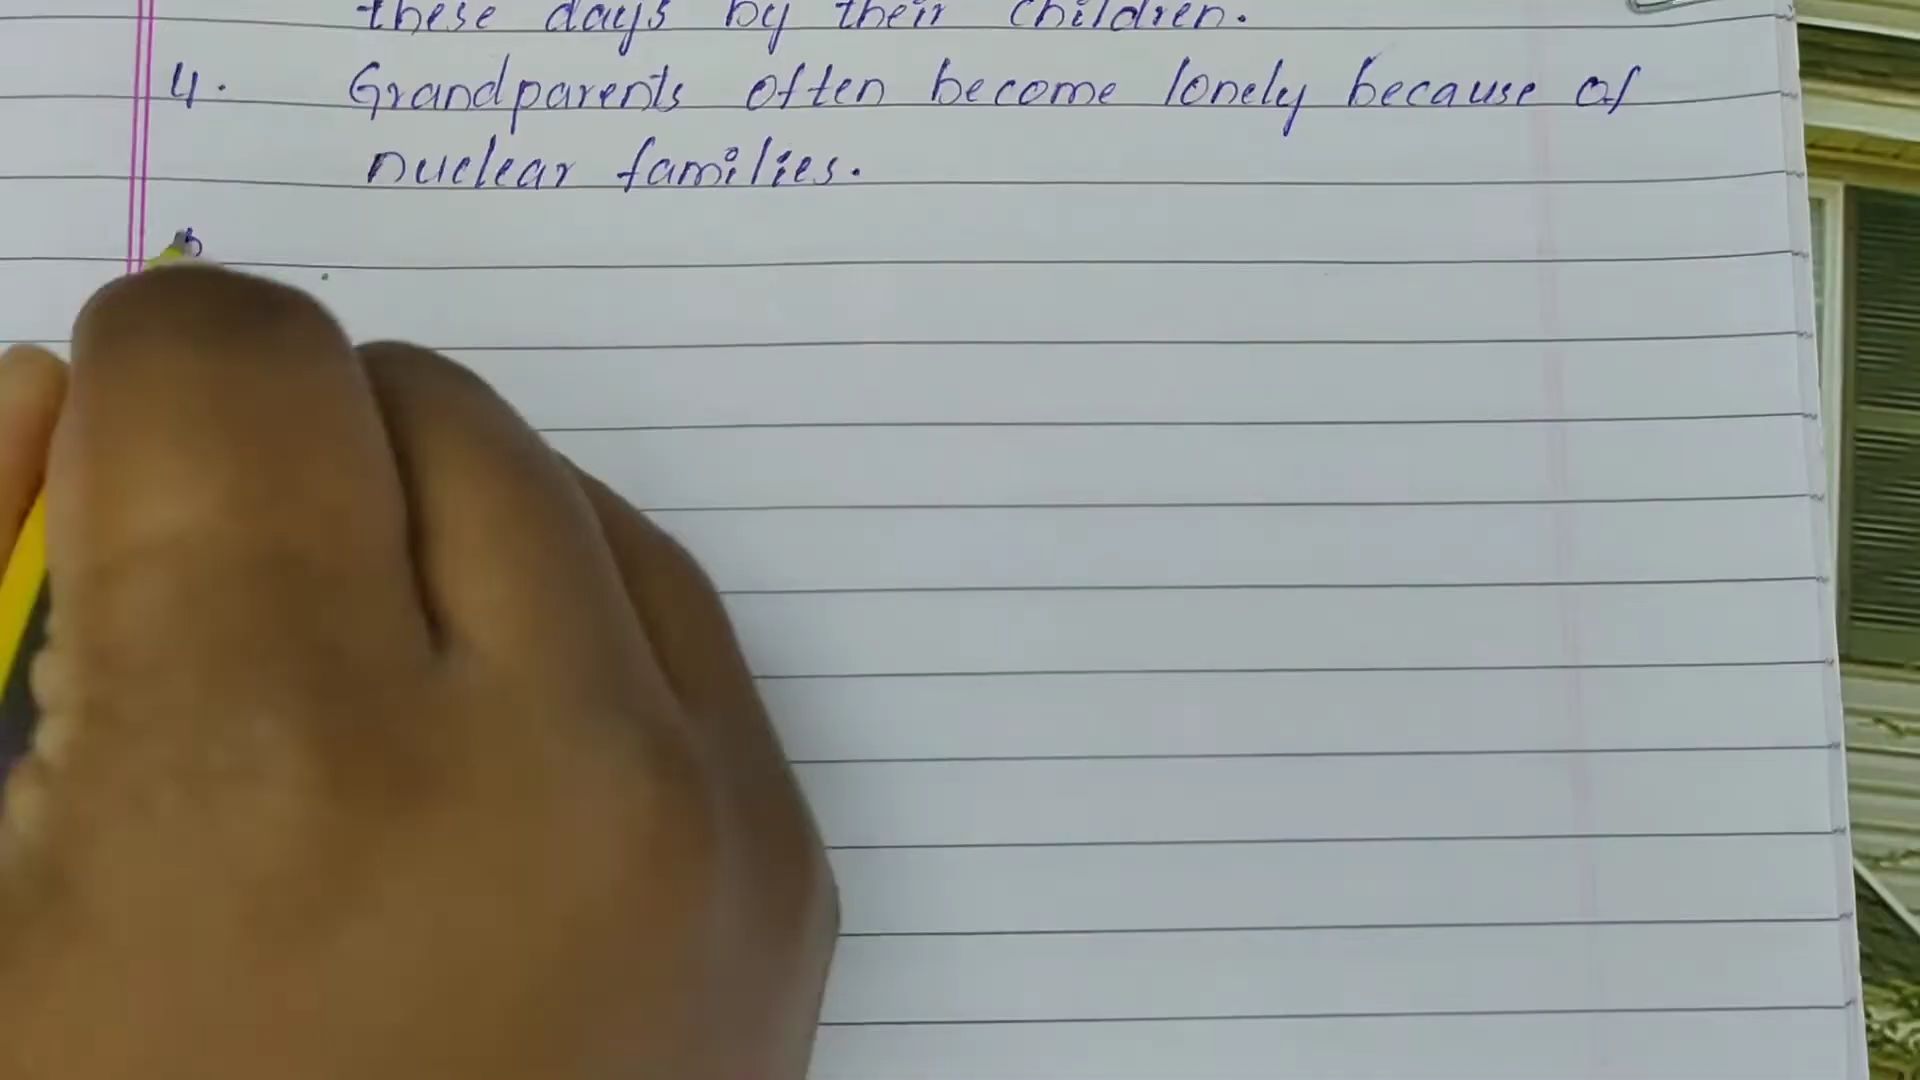 these days by their children.
4. Grandparents often become lonely because of
nuclear families.